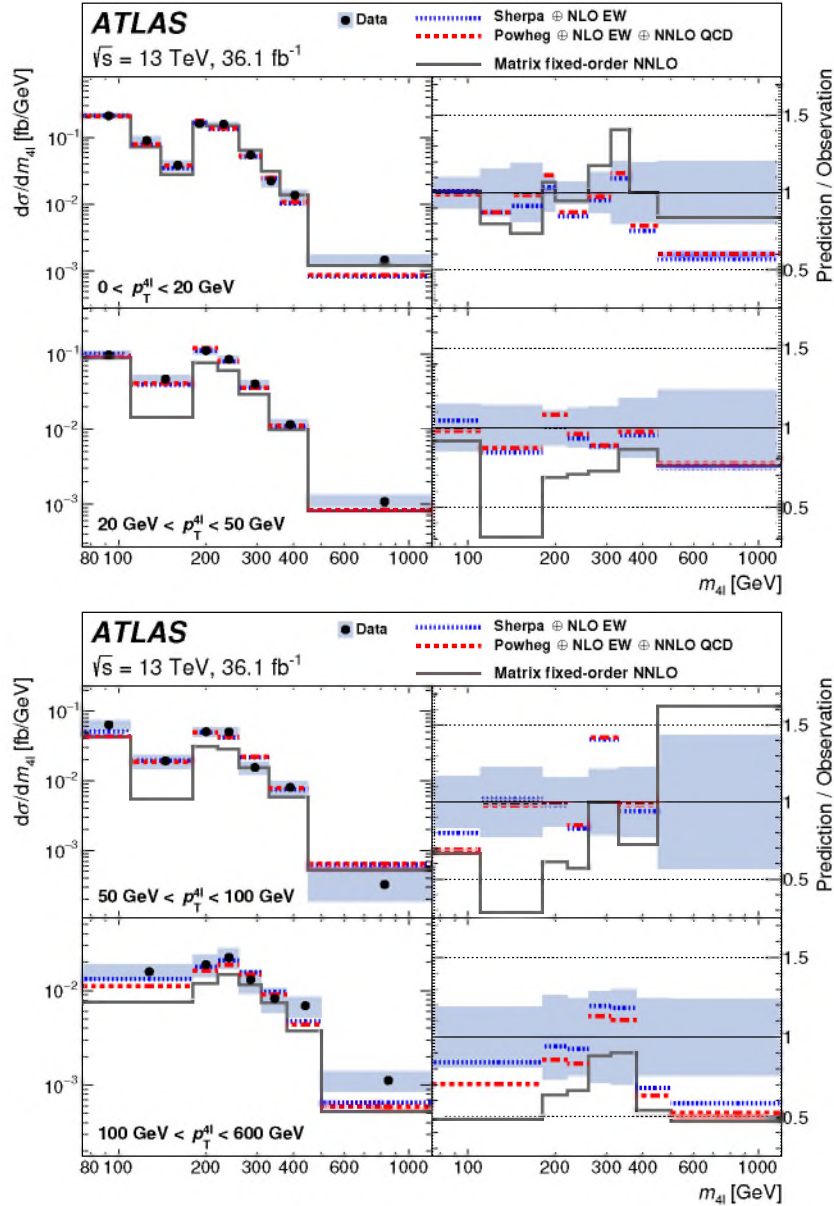 ATLAS
√s = 13 TeV, 36.1 fb⁻¹
Data
Sherpa ⊕ NLO EW
Powheg ⊕ NLO EW ⊕ NNLO QCD
Matrix fixed-order NNLO
dσ/dm₄ₗ [fb/GeV]
10⁻¹
10⁻²
10⁻³
0 < p_T^4l < 20 GeV
1.5
1
0.5
Prediction / Observation
10⁻¹
10⁻²
10⁻³
20 GeV < p_T^4l < 50 GeV
1.5
1
0.5
80 100 200 300 400 1000
100 200 300 400 1000
m₄ₗ [GeV]
ATLAS
√s = 13 TeV, 36.1 fb⁻¹
Data
Sherpa ⊕ NLO EW
Powheg ⊕ NLO EW ⊕ NNLO QCD
Matrix fixed-order NNLO
dσ/dm₄ₗ [fb/GeV]
10⁻¹
10⁻²
10⁻³
50 GeV < p_T^4l < 100 GeV
1.5
1
0.5
Prediction / Observation
10⁻²
10⁻³
100 GeV < p_T^4l < 600 GeV
1.5
1
0.5
80 100 200 300 400 1000
100 200 300 400 1000
m₄ₗ [GeV]